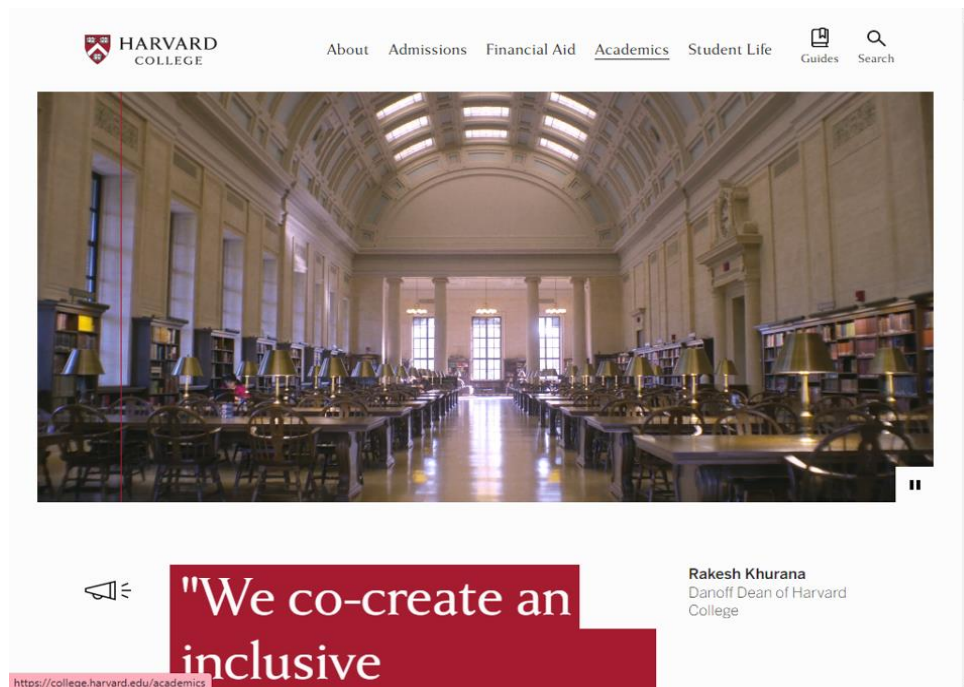 HARVARD
COLLEGE
About Admissions Financial Aid Academics Student Life
Guides Search
"We co-create an
inclusive
Rakesh Khurana
Danoff Dean of Harvard
College
https://college.harvard.edu/academics